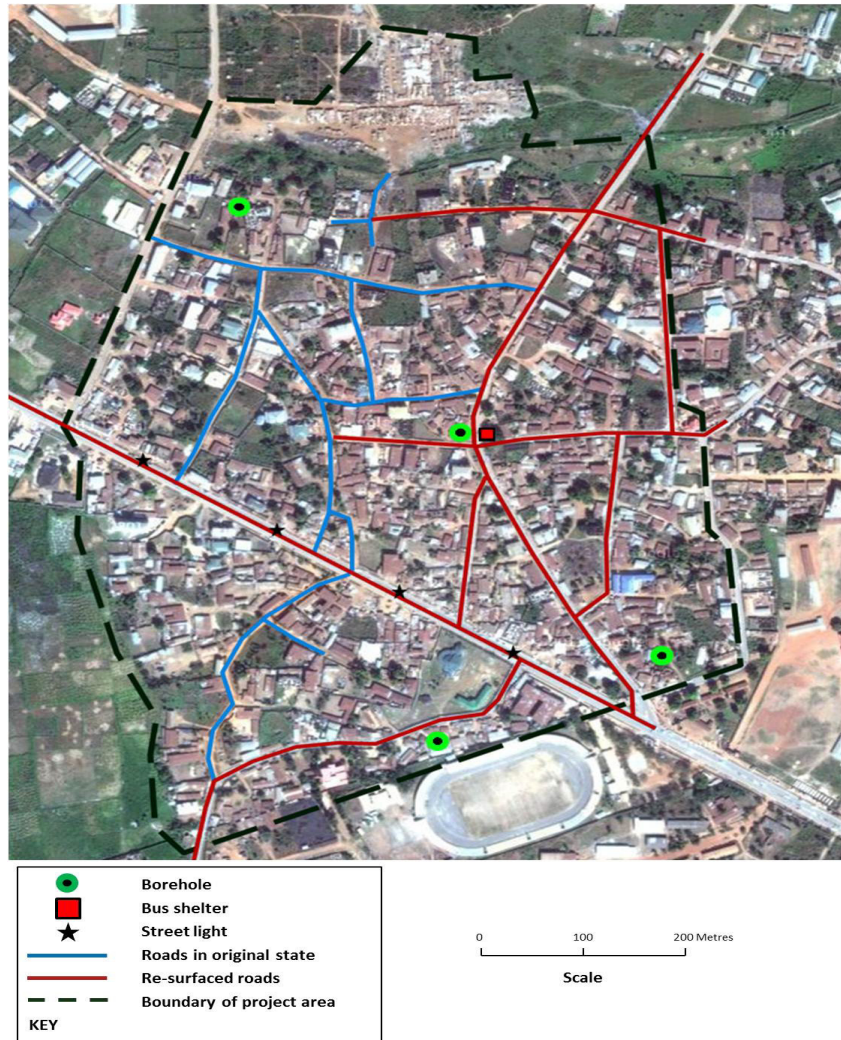 Borehole
Bus shelter
Street light
Roads in original state
Re-surfaced roads
Boundary of project area
KEY
0 100 200 Metres
Scale